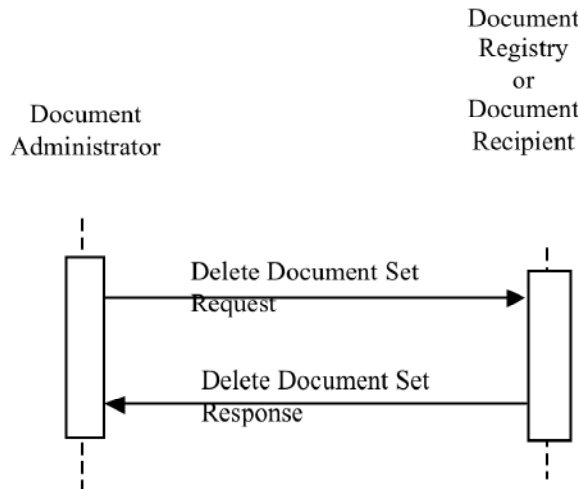 Document
Registry
or
Document
Recipient
Document
Administrator
Delete Document Set
Request
Delete Document Set
Response